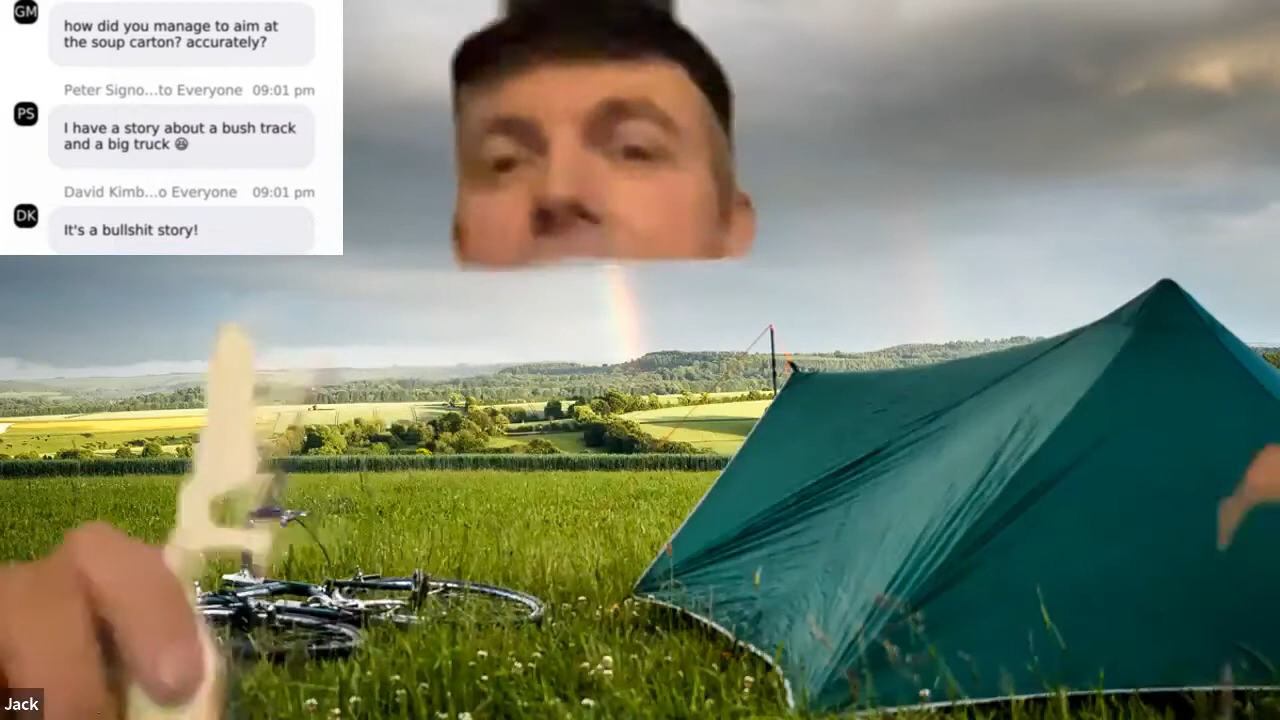 GM
how did you manage to aim at
the soup carton? accurately?
Peter Signo...to Everyone 09:01 pm
PS
I have a story about a bush track
and a big truck 😆
David Kimb...o Everyone 09:01 pm
DK
It's a bullshit story!
Jack